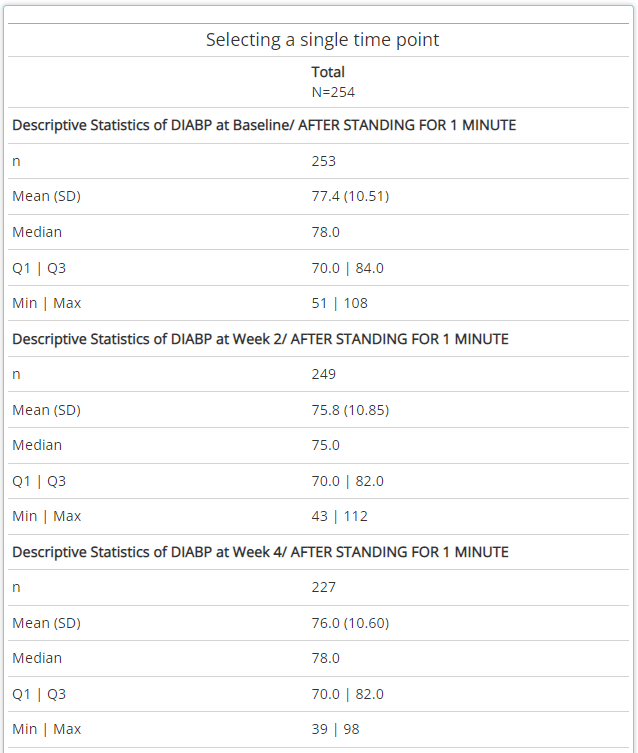 Selecting a single time point
Total
N=254
Descriptive Statistics of DIABP at Baseline/ AFTER STANDING FOR 1 MINUTE
n 253
Mean (SD) 77.4 (10.51)
Median 78.0
Q1 | Q3 70.0 | 84.0
Min | Max 51 | 108
Descriptive Statistics of DIABP at Week 2/ AFTER STANDING FOR 1 MINUTE
n 249
Mean (SD) 75.8 (10.85)
Median 75.0
Q1 | Q3 70.0 | 82.0
Min | Max 43 | 112
Descriptive Statistics of DIABP at Week 4/ AFTER STANDING FOR 1 MINUTE
n 227
Mean (SD) 76.0 (10.60)
Median 78.0
Q1 | Q3 70.0 | 82.0
Min | Max 39 | 98